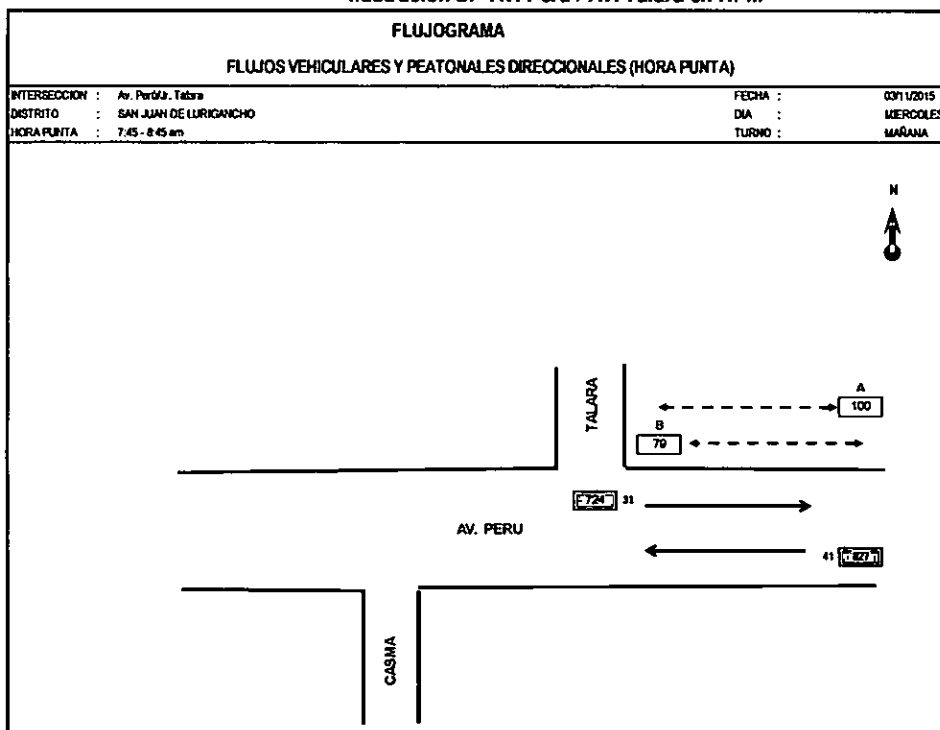 FLUJOGRAMA
FLUJOS VEHICULARES Y PEATONALES DIRECCIONALES (HORA PUNTA)
INTERSECCION : Av. Perú/Jr. Talara FECHA : 03/11/2015
DISTRITO : SAN JUAN DE LURIGANCHO DIA : MIERCOLES
HORA PUNTA : 7:45 - 8:45 am TURNO : MAÑANA
N
TALARA
A
100
B
79
724 31
AV. PERU
41
CASMA